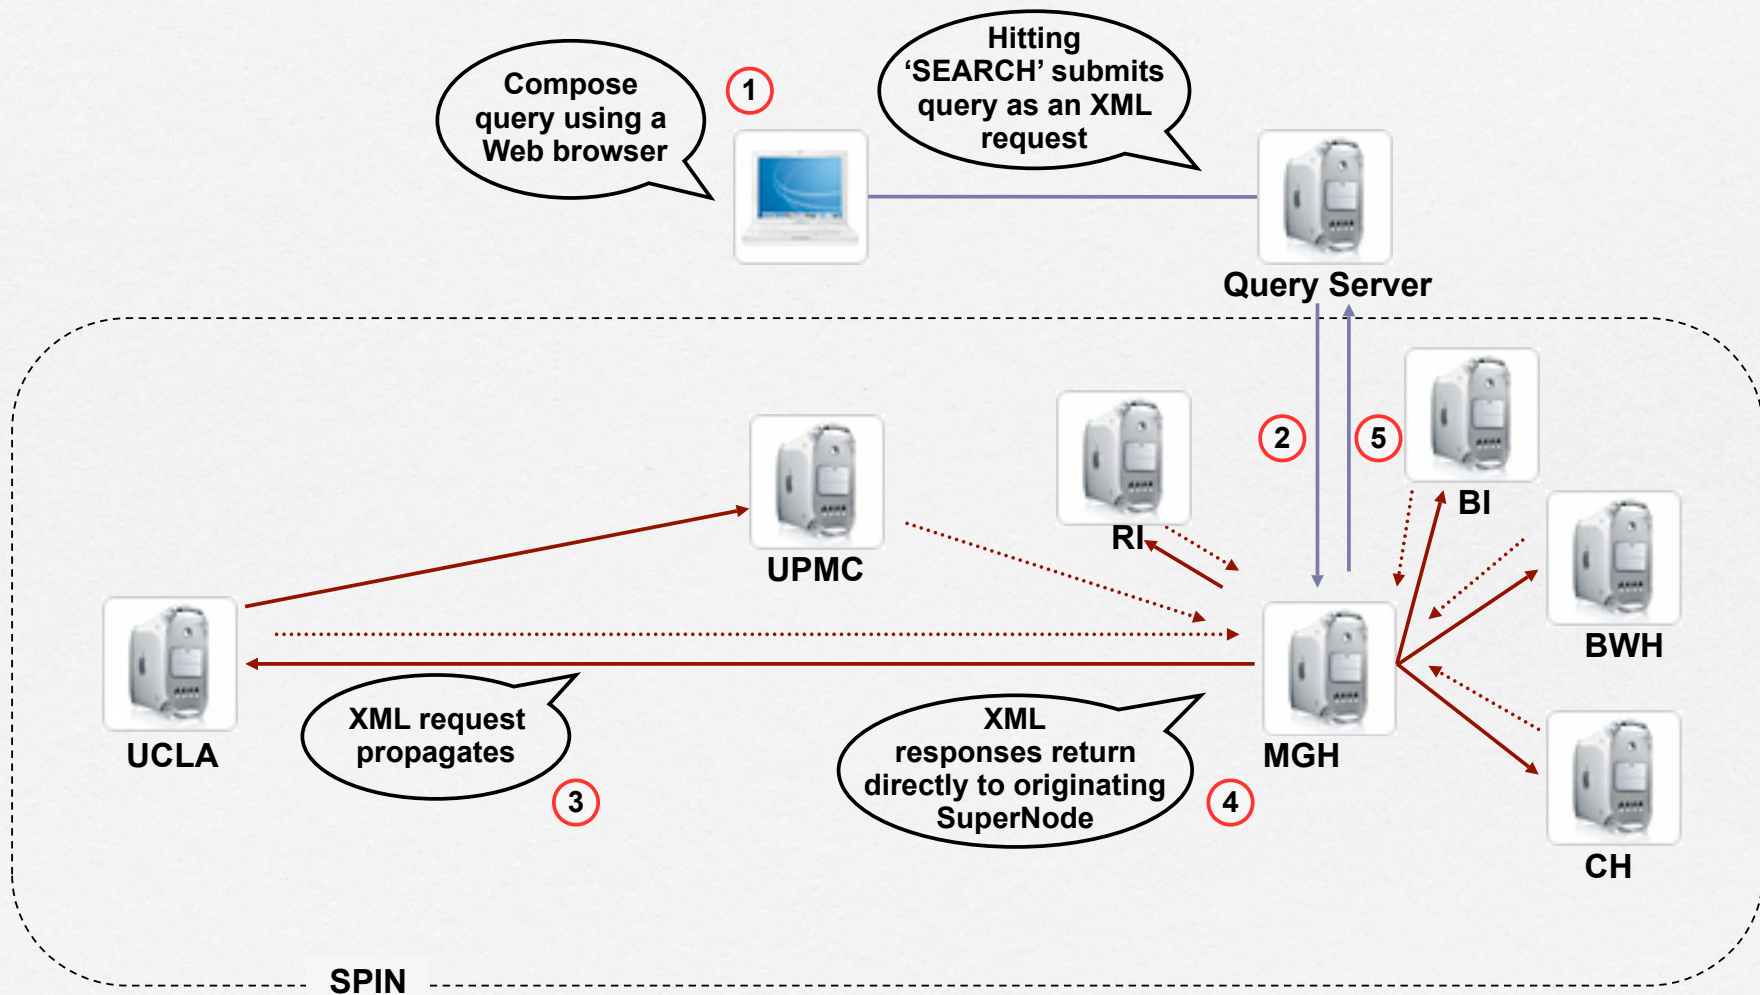 Compose
query using a
Web browser
1
Hitting
‘SEARCH’ submits
query as an XML
request
Query Server
2
5
BI
RI
UPMC
BWH
UCLA
XML request
propagates
3
XML
responses return
directly to originating
SuperNode
4
MGH
CH
SPIN